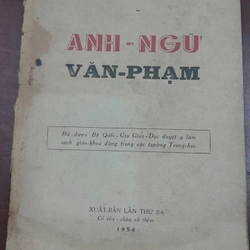 ANH-NGỮ
VĂN-PHẠM
Đã được Bộ Quốc-Gia Giáo-Dục duyệt y làm
sách giáo-khoa dùng trong các trường Trung-học
XUẤT-BẢN LẦN THỨ BA
Có sửa-chữa và thêm
1954